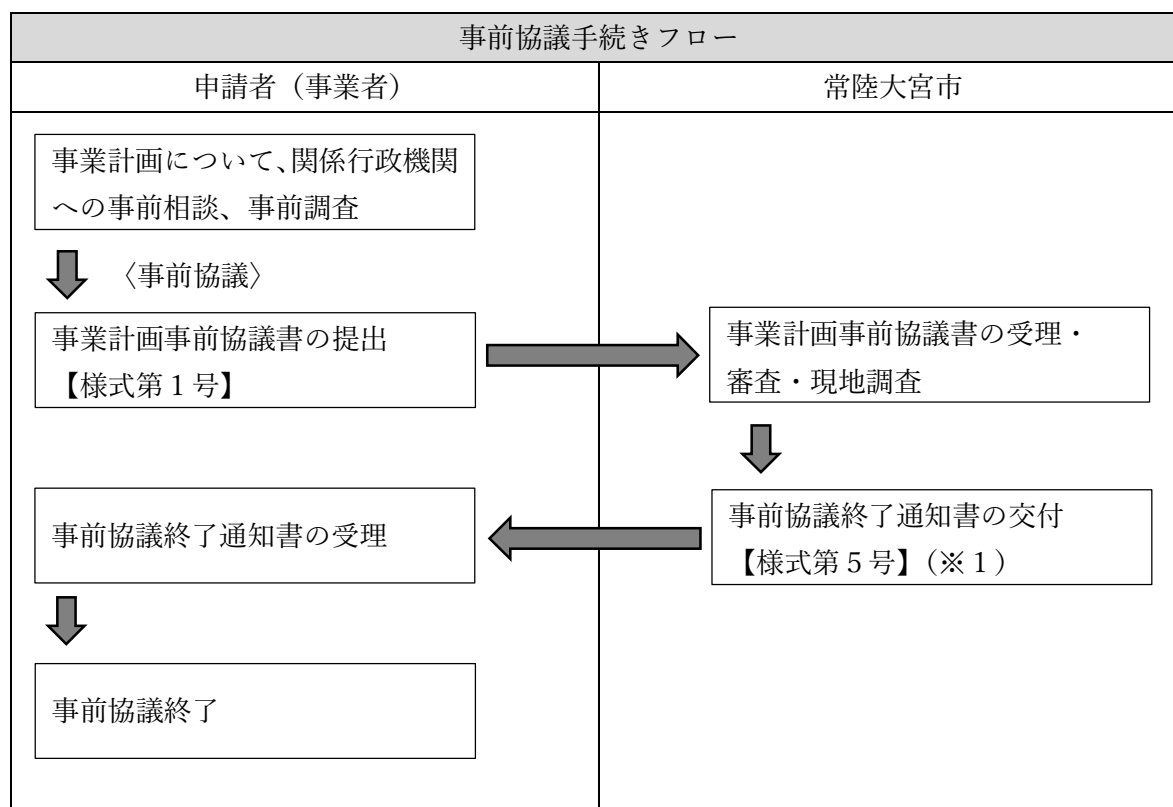 事前協議手続きフロー
申請者（事業者）
常陸大宮市
事業計画について、関係行政機関
への事前相談、事前調査
〈事前協議〉
事業計画事前協議書の提出
【様式第１号】
事業計画事前協議書の受理・
審査・現地調査
事前協議終了通知書の交付
【様式第５号】（※１）
事前協議終了通知書の受理
事前協議終了